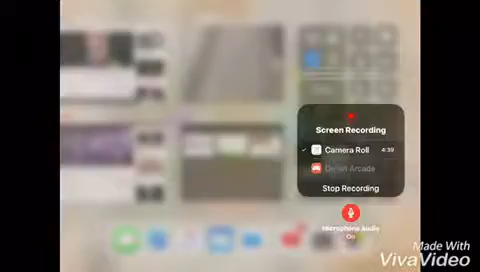 Screen Recording
Camera Roll
4:39
Stop Recording
Microphone Audio
On
Made With
VivaVideo